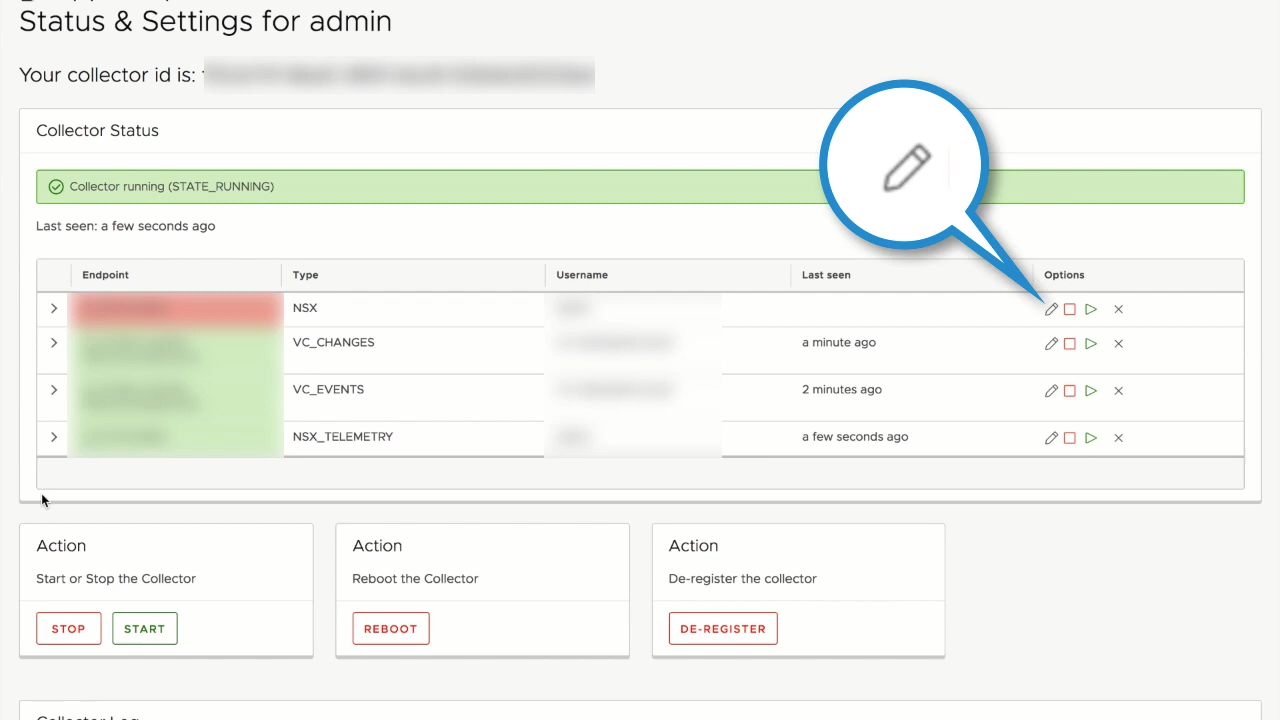 Status & Settings for admin
Your collector id is:
Collector Status
Collector running (STATE_RUNNING)
Last seen: a few seconds ago
Endpoint Type Username Last seen Options
NSX
VC_CHANGES a minute ago
VC_EVENTS 2 minutes ago
NSX_TELEMETRY a few seconds ago
Action
Start or Stop the Collector
STOP START
Action
Reboot the Collector
REBOOT
Action
De-register the collector
DE-REGISTER
Collector Log